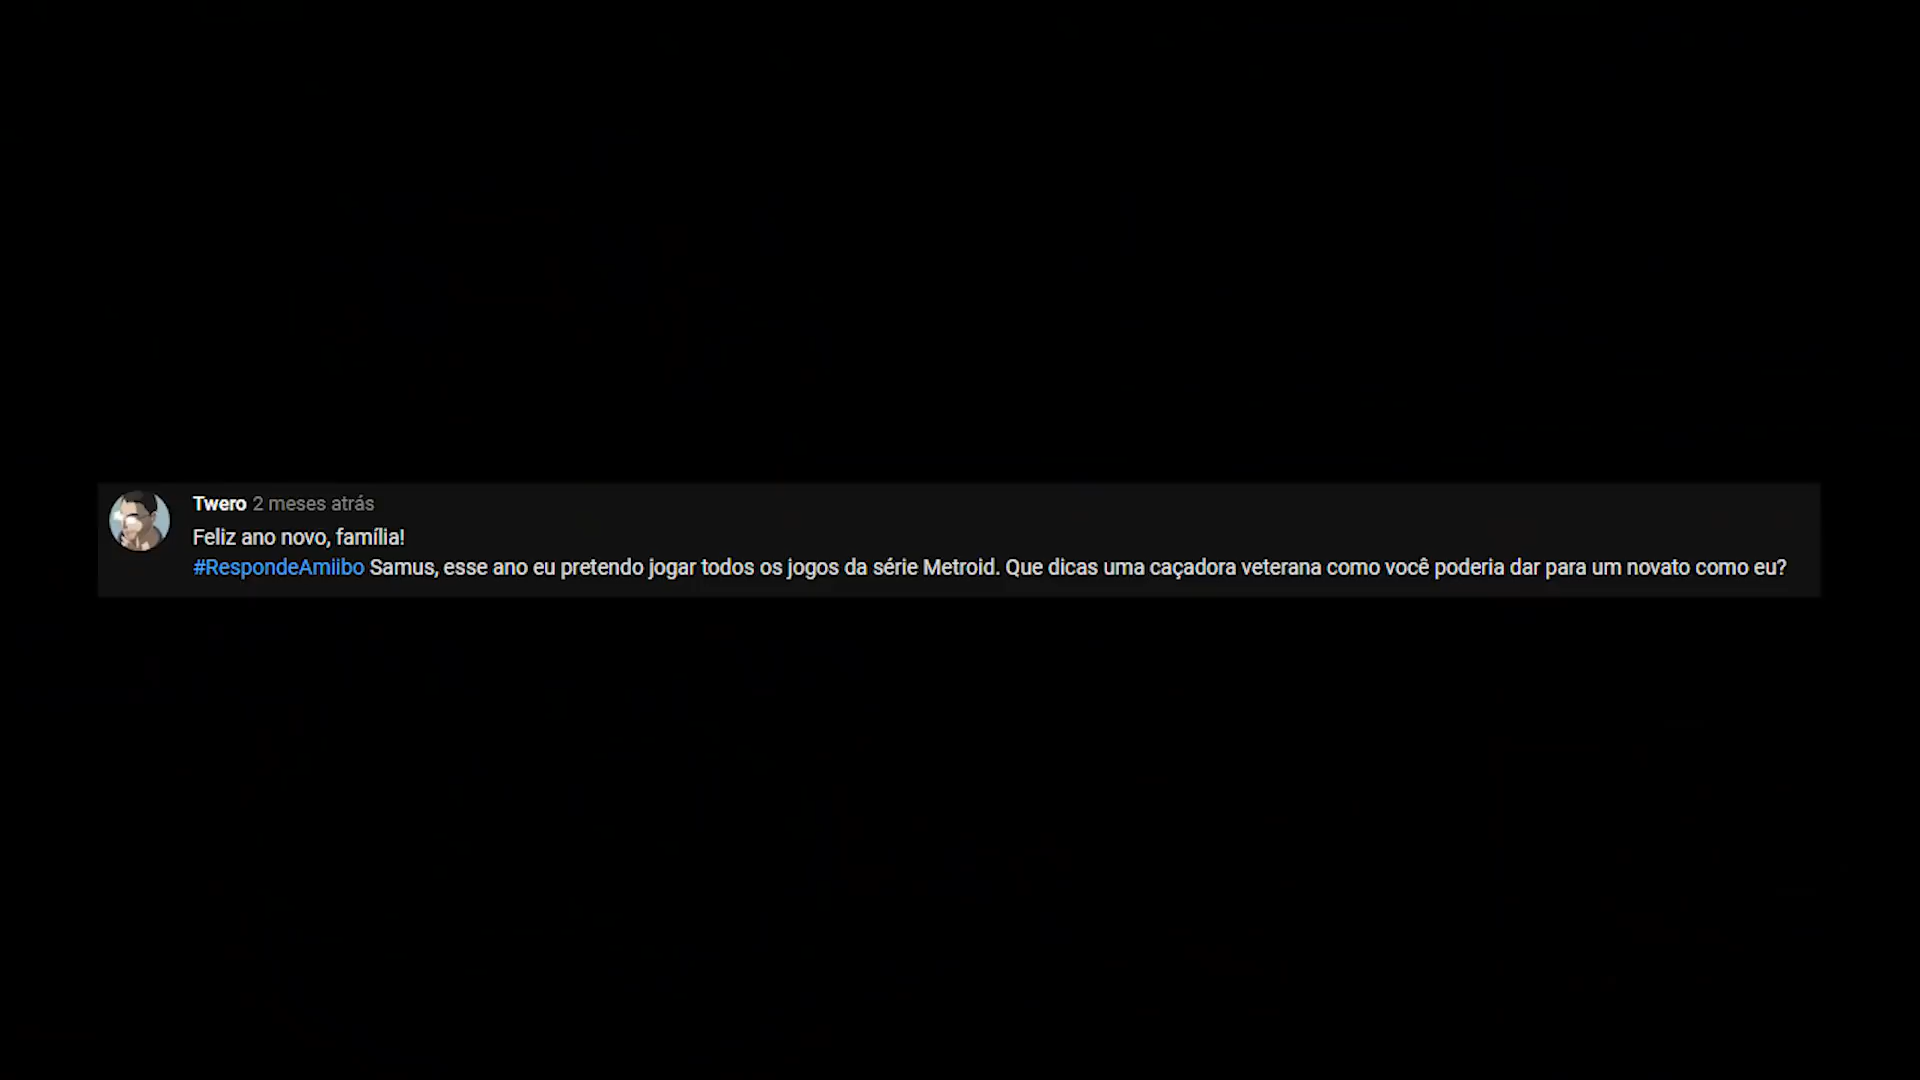 Twero 2 meses atrás
Feliz ano novo, família!
#RespondeAmiibo Samus, esse ano eu pretendo jogar todos os jogos da série Metroid. Que dicas uma caçadora veterana como você poderia dar para um novato como eu?